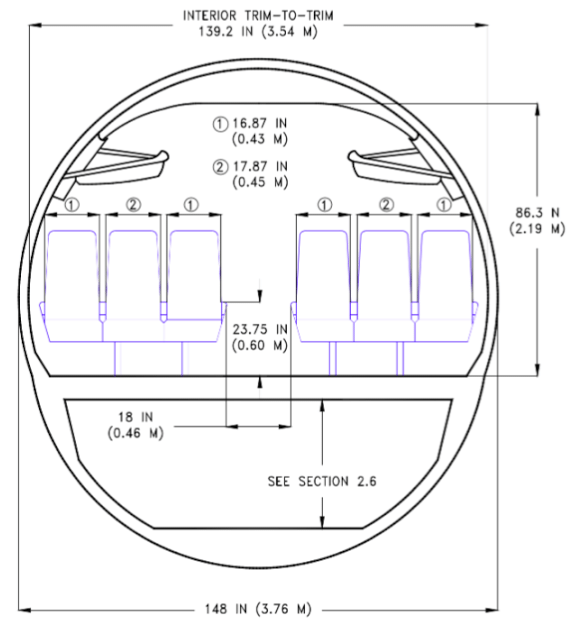 INTERIOR TRIM-TO-TRIM
139.2 IN (3.54 M)
① 16.87 IN
(0.43 M)
② 17.87 IN
(0.45 M)
① ② ① ① ② ①
86.3 N
(2.19 M)
23.75 IN
(0.60 M)
18 IN
(0.46 M)
SEE SECTION 2.6
148 IN (3.76 M)